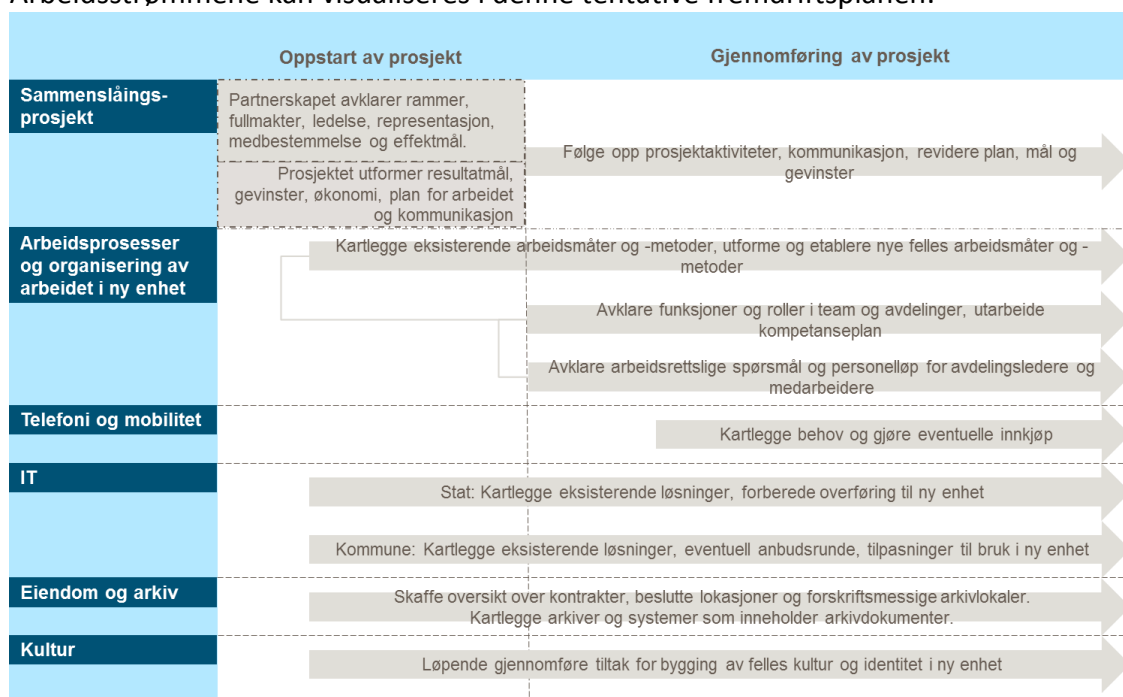 Arbeidsstrømmene kan visualiseres i denne tentative fremdriftsplanen:
Oppstart av prosjekt
Gjennomføring av prosjekt
Sammenslåings-
prosjekt
Partnerskapet avklarer rammer,
fullmakter, ledelse, representasjon,
medbestemmelse og effektmål.
Prosjektet utformer resultatmål,
gevinster, økonomi, plan for arbeidet
og kommunikasjon
Følge opp prosjektaktiviteter, kommunikasjon, revidere plan, mål og
gevinster
Arbeidsprosesser
og organisering av
arbeidet i ny enhet
Kartlegge eksisterende arbeidsmåter og -metoder, utforme og etablere nye felles arbeidsmåter og -
metoder
Avklare funksjoner og roller i team og avdelinger, utarbeide
kompetanseplan
Avklare arbeidsrettslige spørsmål og personelløp for avdelingsledere og
medarbeidere
Telefoni og mobilitet
Kartlegge behov og gjøre eventuelle innkjøp
IT
Stat: Kartlegge eksisterende løsninger, forberede overføring til ny enhet
Kommune: Kartlegge eksisterende løsninger, eventuell anbudsrunde, tilpasninger til bruk i ny enhet
Eiendom og arkiv
Skaffe oversikt over kontrakter, beslutte lokasjoner og forskriftsmessige arkivlokaler.
Kartlegge arkiver og systemer som inneholder arkivdokumenter.
Kultur
Løpende gjennomføre tiltak for bygging av felles kultur og identitet i ny enhet